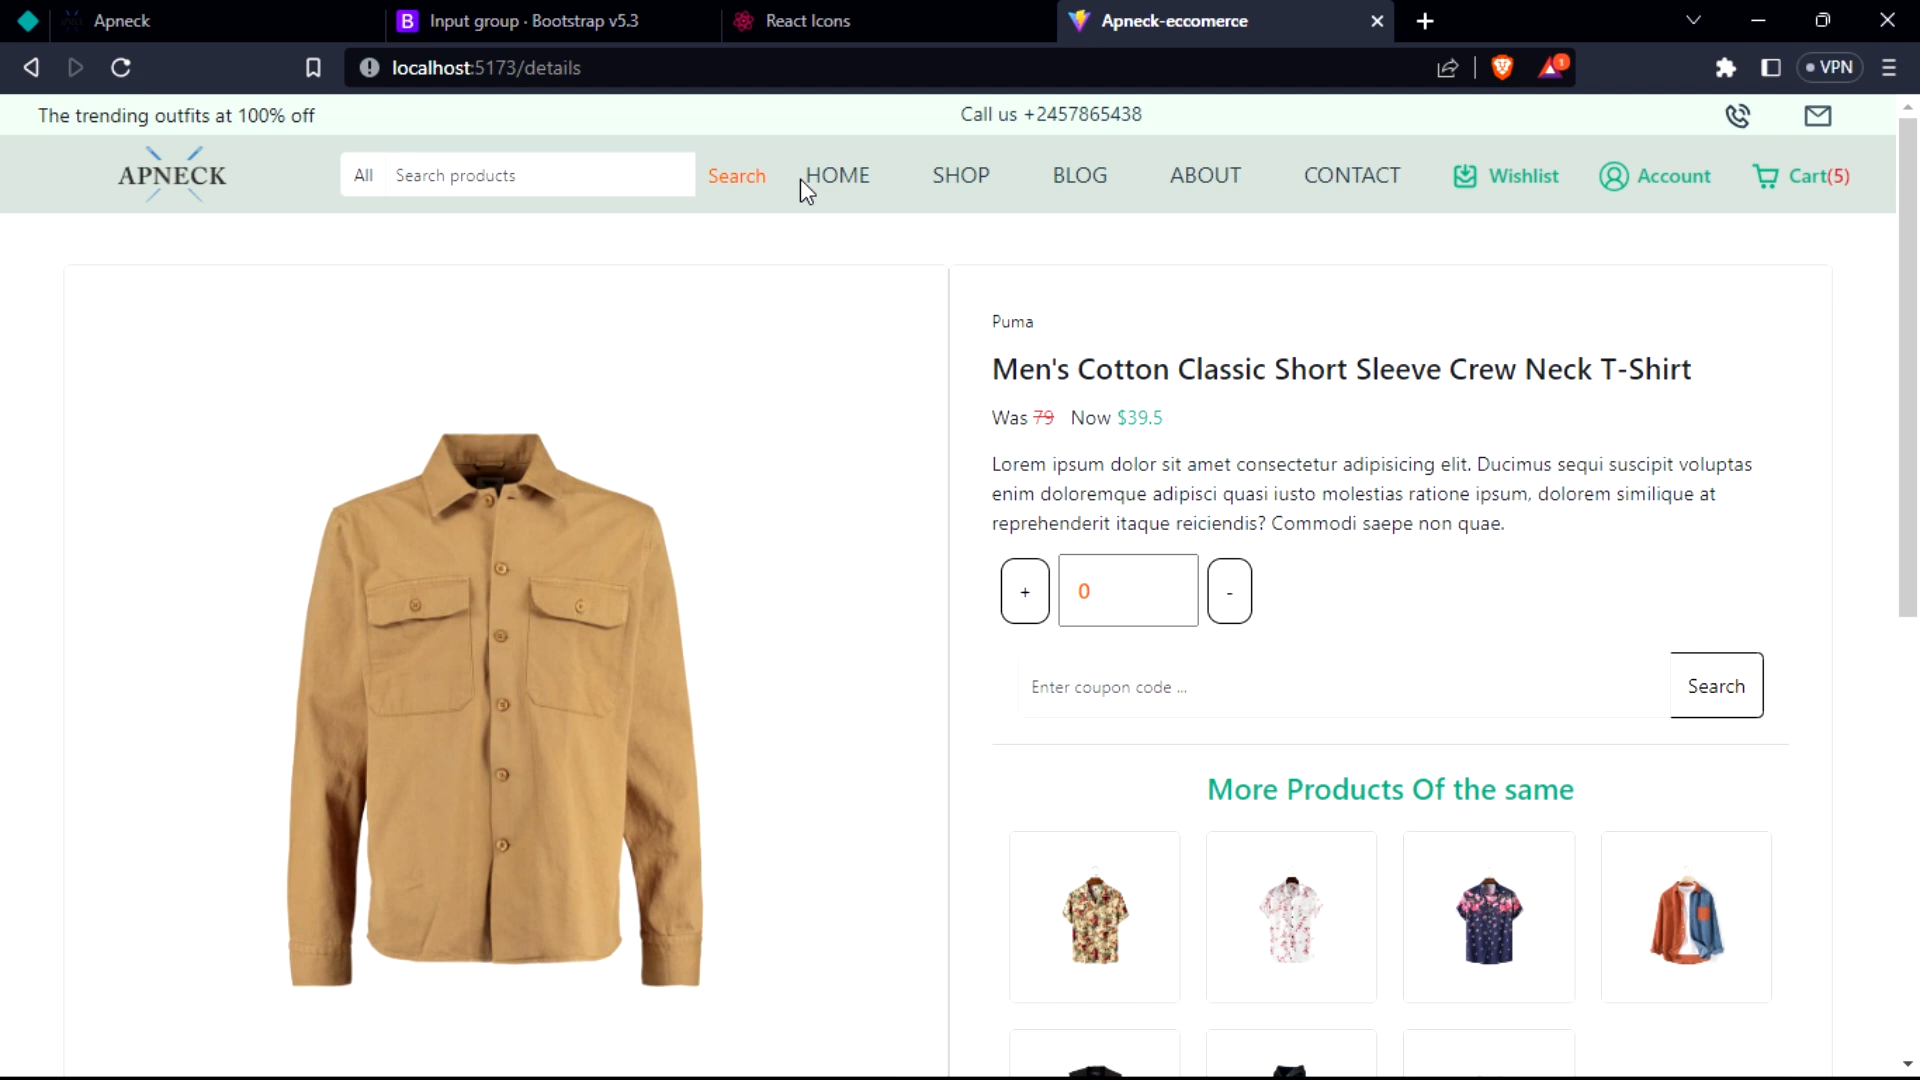 Apneck
Input group · Bootstrap v5.3
React Icons
Apneck-eccomerce
localhost:5173/details
1
VPN
The trending outfits at 100% off
Call us +2457865438
APNECK
All
Search products
Search
HOME
SHOP
BLOG
ABOUT
CONTACT
Wishlist
Account
Cart(5)
Puma
Men's Cotton Classic Short Sleeve Crew Neck T-Shirt
Was 79 Now $39.5
Lorem ipsum dolor sit amet consectetur adipisicing elit. Ducimus sequi suscipit voluptas
enim doloremque adipisci quasi iusto molestias ratione ipsum, dolorem similique at
reprehenderit itaque reiciendis? Commodi saepe non quae.
+
0
-
Enter coupon code ...
Search
More Products Of the same